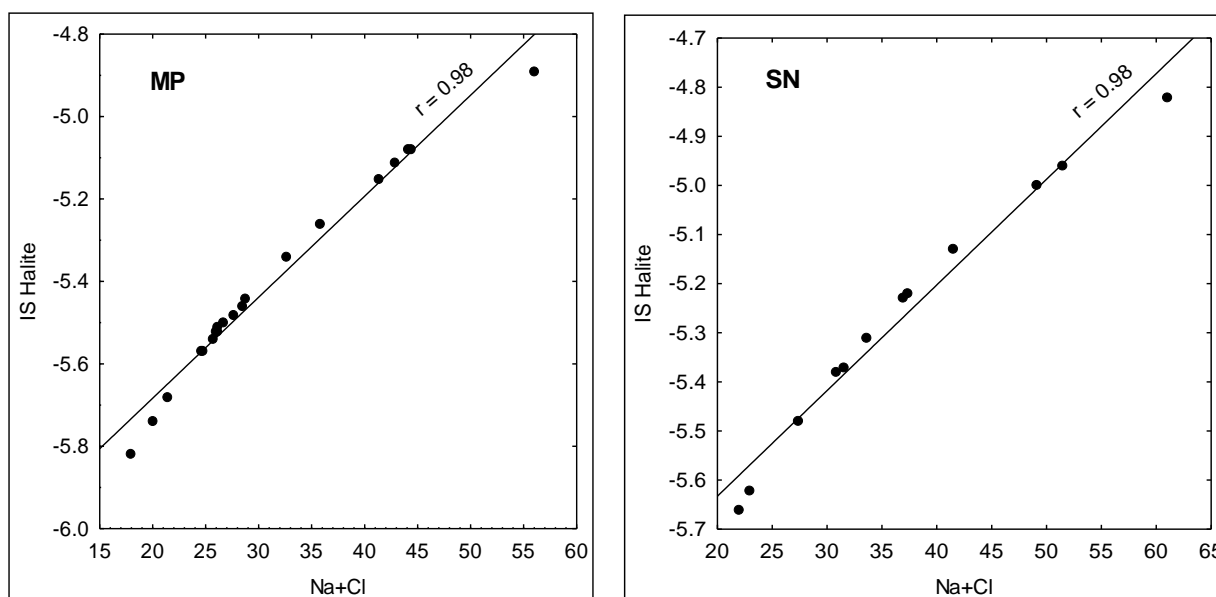 -4.8
MP
r = 0.98
-5.0
-5.2
-5.4
-5.6
-5.8
-6.0
IS Halite
15 20 25 30 35 40 45 50 55 60
Na+Cl
-4.7
SN
r = 0.98
-4.8
-4.9
-5.0
-5.1
-5.2
-5.3
-5.4
-5.5
-5.6
-5.7
IS Halite
20 25 30 35 40 45 50 55 60 65
Na+Cl